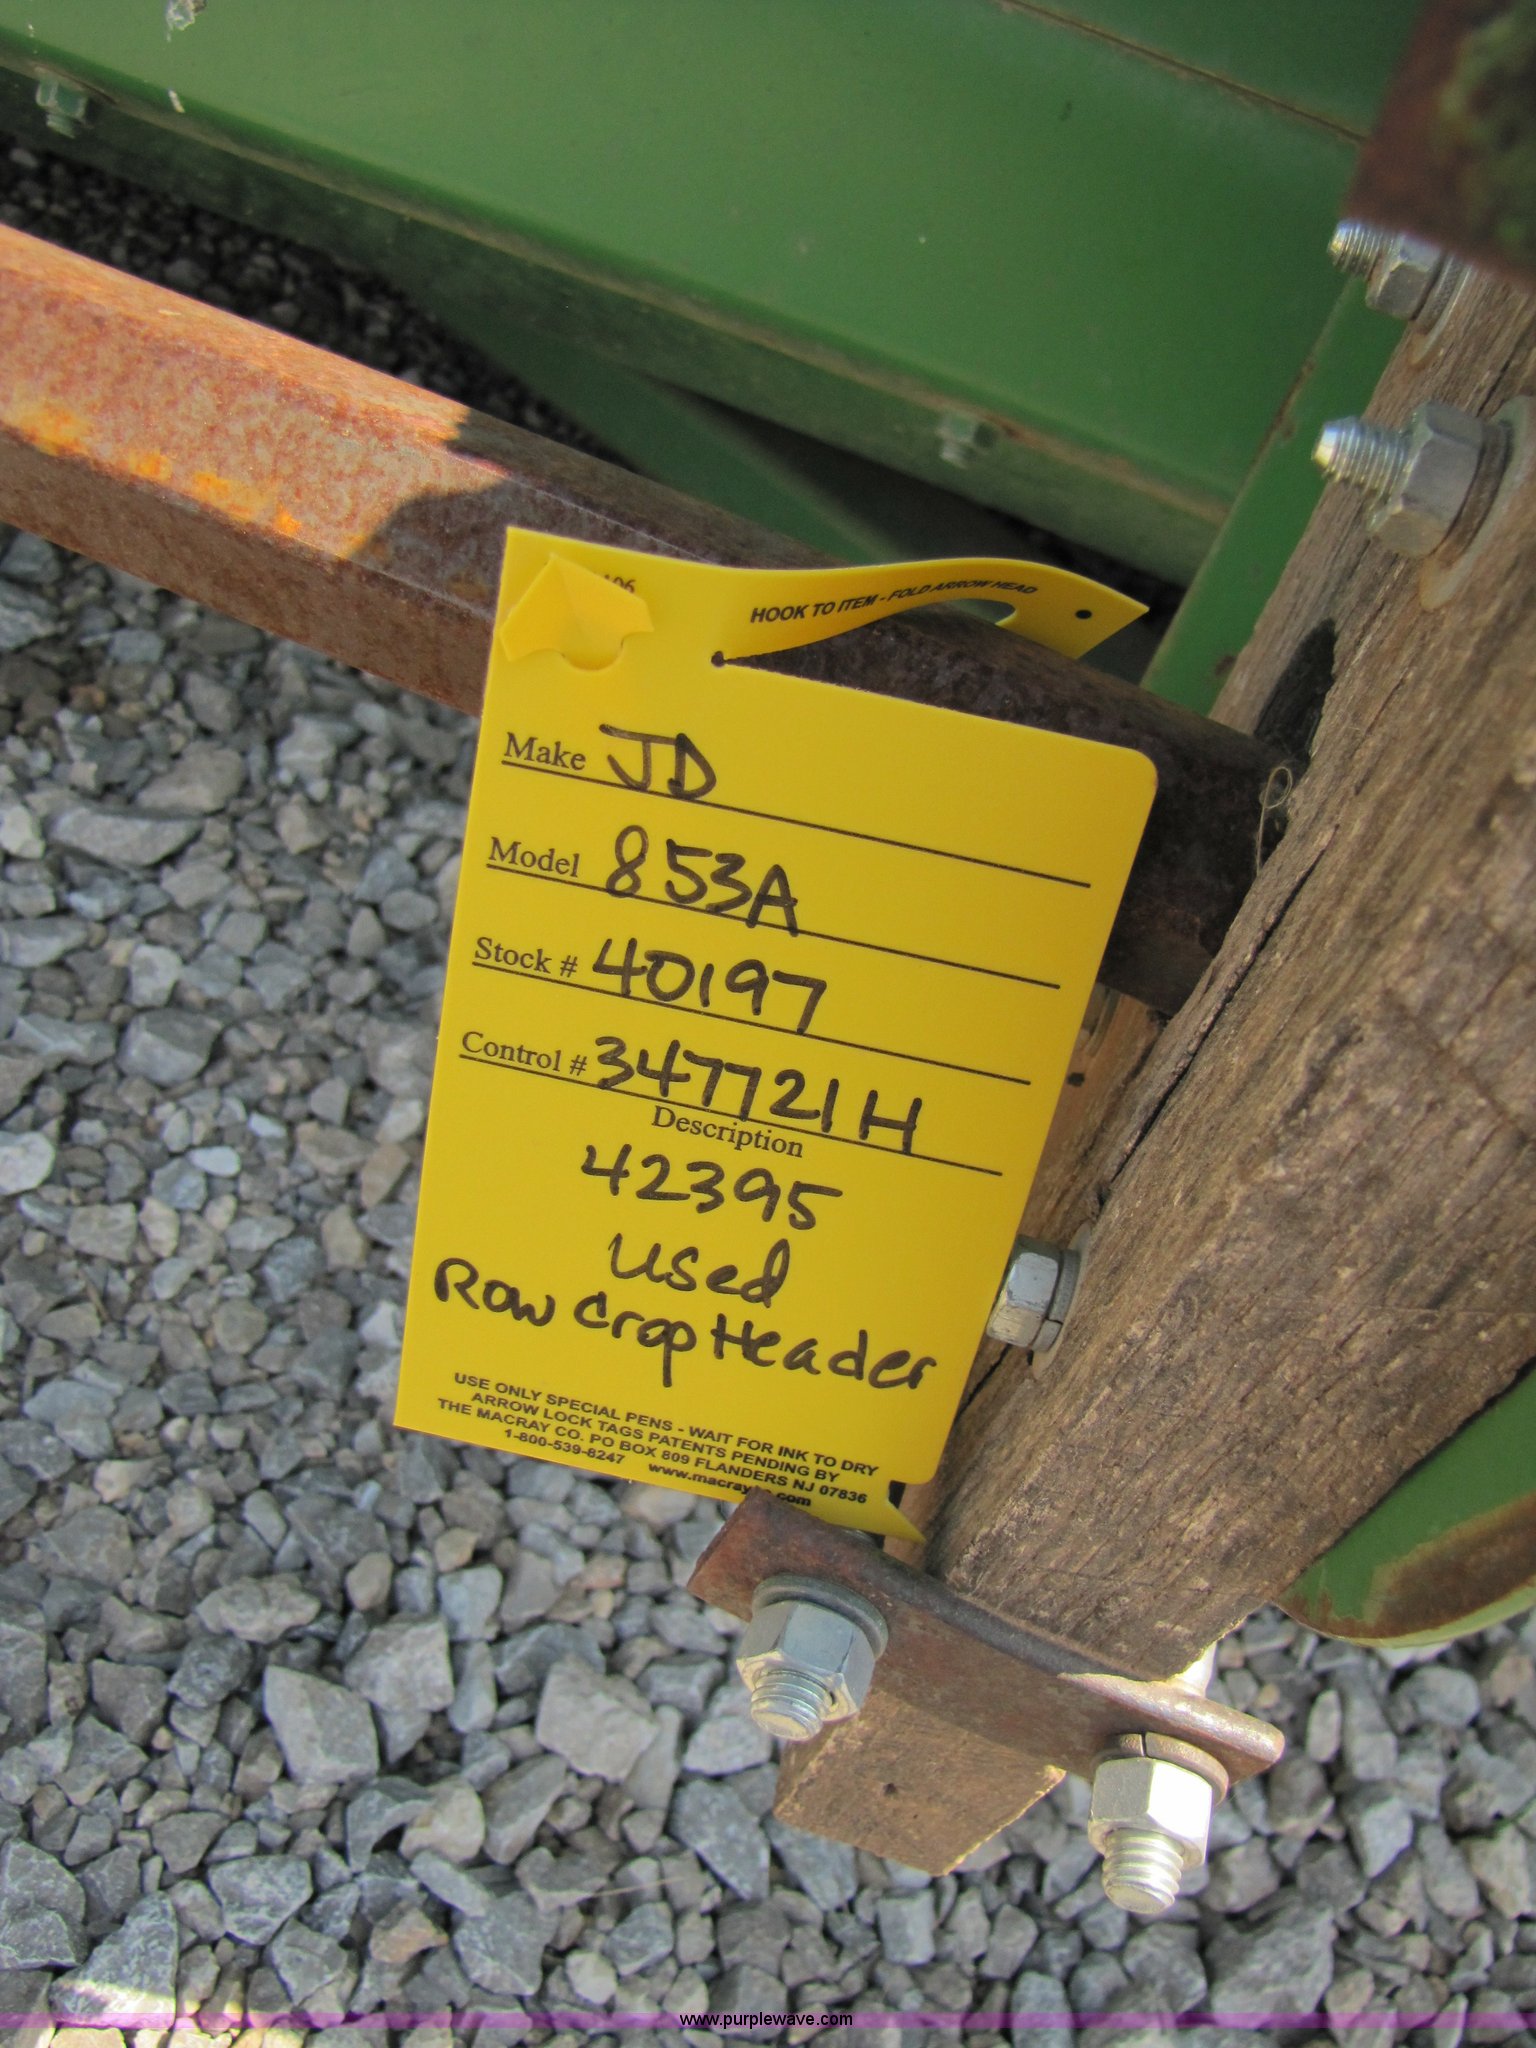 106
HOOK TO ITEM - FOLD ARROW HEAD
Make JD
Model 853A
Stock # 40197
Control # 347721H
Description
42395
used
Row Crop Header
USE ONLY SPECIAL PENS - WAIT FOR INK TO DRY
ARROW LOCK TAGS PATENTS PENDING BY
THE MACRAY CO. PO BOX 809 FLANDERS NJ 07836
1-800-539-8247
www.purplewave.com